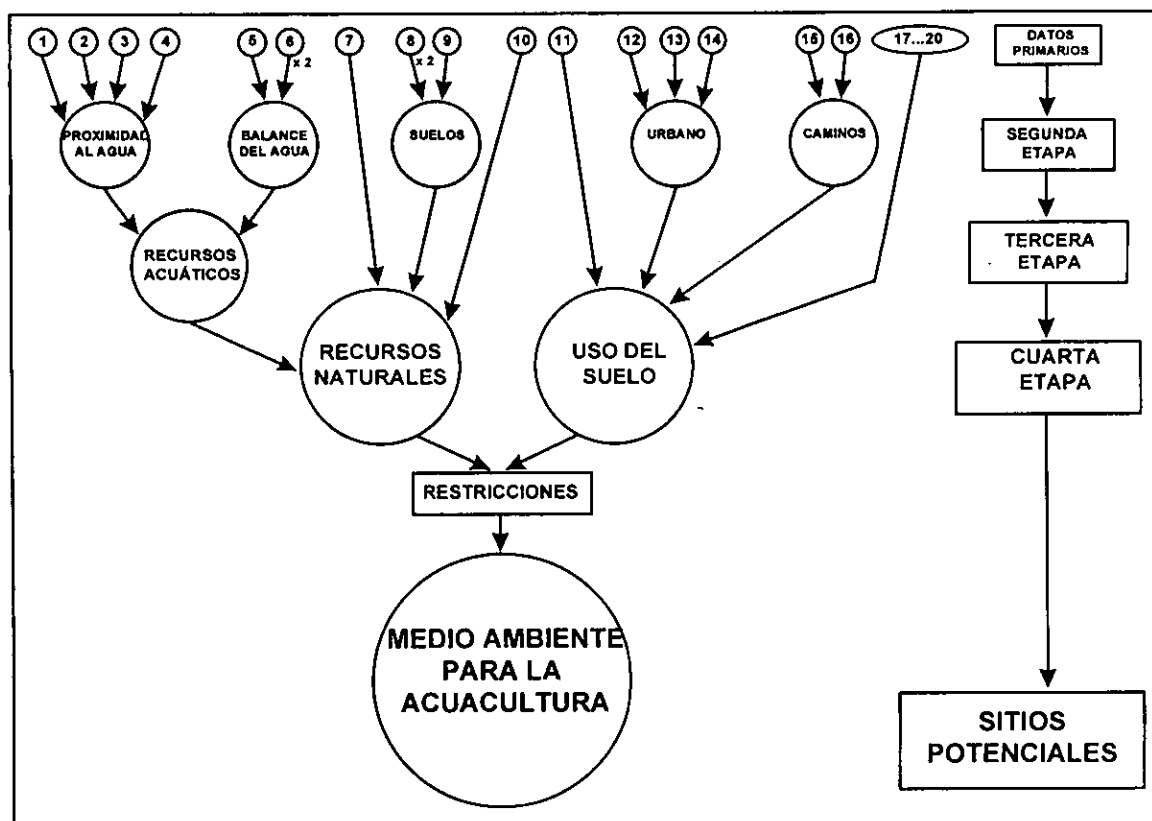 1 2 3 4 5 6 7 8 9 10 11 12 13 14 15 16 17...20
x 2 x 2
DATOS
PRIMARIOS
PROXIMIDAD
AL AGUA
BALANCE
DEL AGUA
SUELOS
URBANO
CAMINOS
SEGUNDA
ETAPA
RECURSOS
ACUÁTICOS
TERCERA
ETAPA
RECURSOS
NATURALES
USO DEL
SUELO
CUARTA
ETAPA
RESTRICCIONES
MEDIO AMBIENTE
PARA LA
ACUACULTURA
SITIOS
POTENCIALES